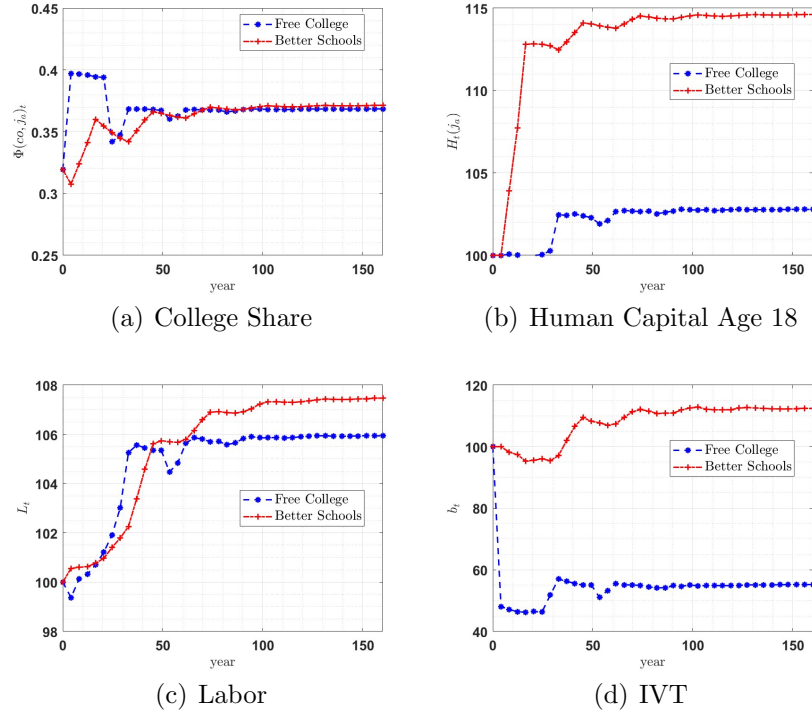 0.45
0.4
0.35
0.3
0.25
Φ(co, j_a)_t
Free College
Better Schools
0 50 100 150
year
(a) College Share
115
110
105
100
H_t(j_a)
Free College
Better Schools
0 50 100 150
year
(b) Human Capital Age 18
108
106
104
102
100
98
L_t
Free College
Better Schools
0 50 100 150
year
(c) Labor
120
100
80
60
40
b_t
Free College
Better Schools
0 50 100 150
year
(d) IVT